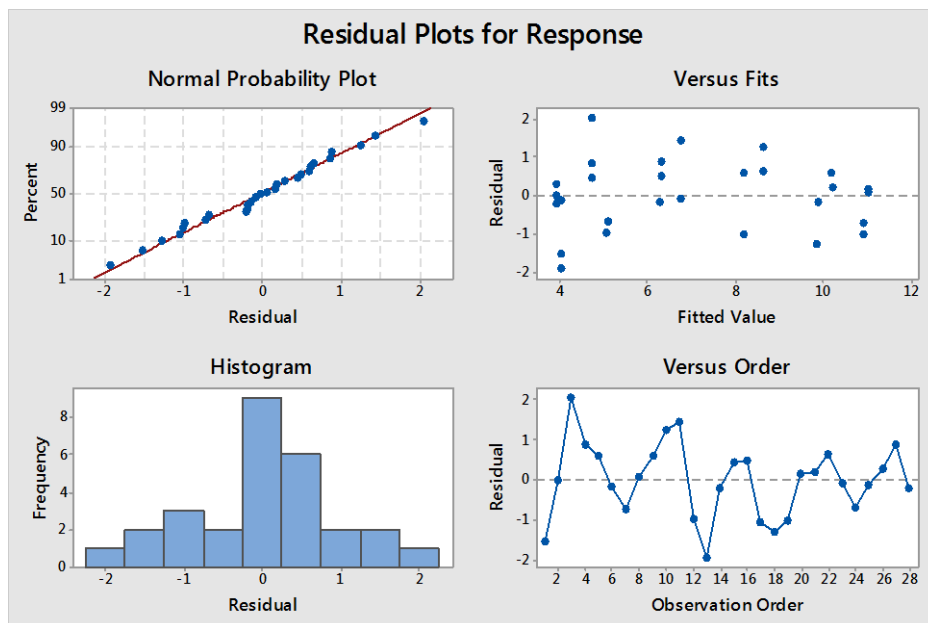 Residual Plots for Response
Normal Probability Plot
99
90
50
10
1
Percent
-2 -1 0 1 2
Residual
Versus Fits
2
1
0
-1
-2
Residual
4 6 8 10 12
Fitted Value
Histogram
8
6
4
2
0
Frequency
-2 -1 0 1 2
Residual
Versus Order
2
1
0
-1
-2
Residual
2 4 6 8 10 12 14 16 18 20 22 24 26 28
Observation Order